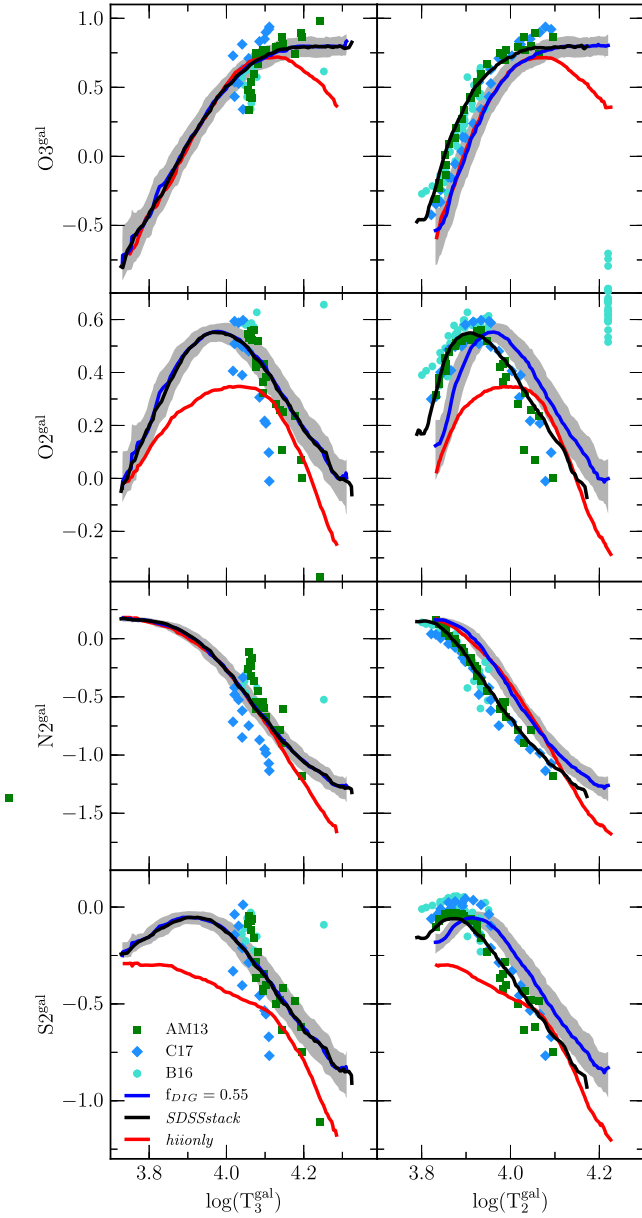 1.0
0.5
0.0
−0.5
O3^gal
0.6
0.4
0.2
0.0
−0.2
O2^gal
0.0
−0.5
−1.0
−1.5
N2^gal
0.0
−0.5
−1.0
S2^gal
AM13
C17
B16
f_DIG = 0.55
SDSSstack
hiionly
3.8 4.0 4.2
3.8 4.0 4.2
log(T_3^gal)
log(T_2^gal)